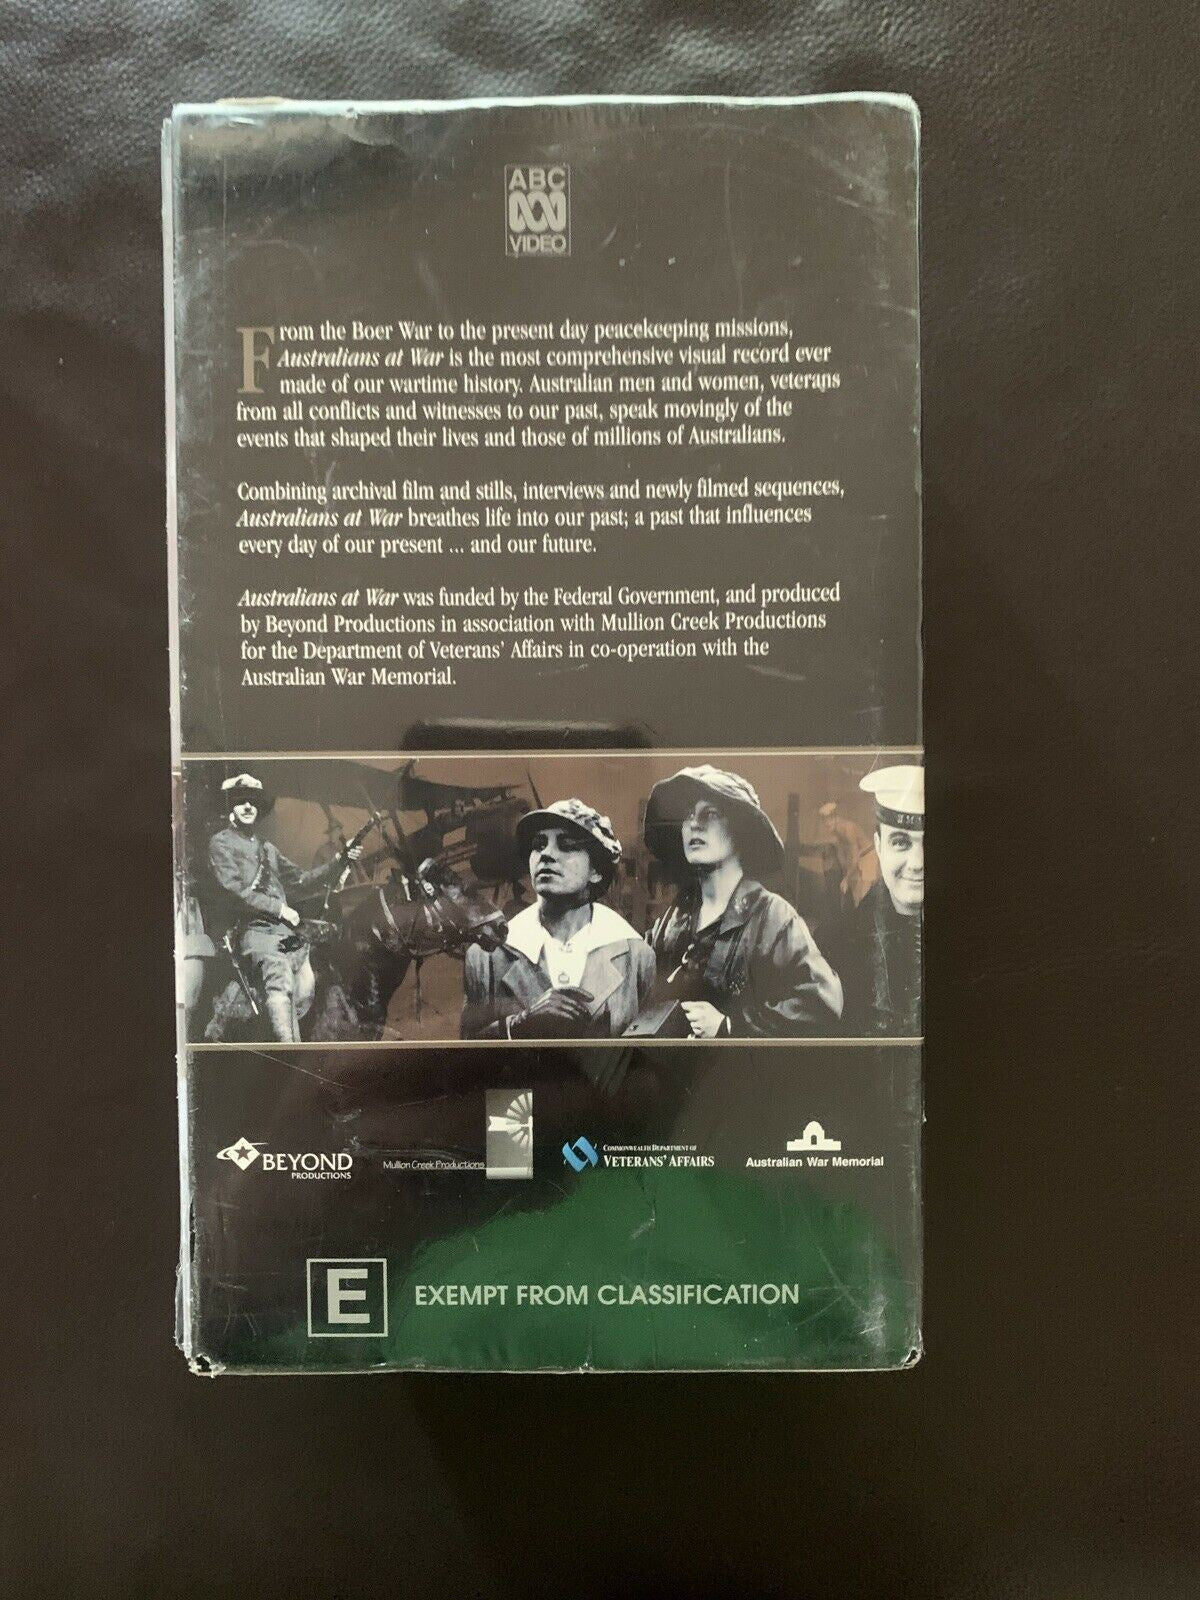 ABC
VIDEO
From the Boer War to the present day peacekeeping missions,
Australians at War is the most comprehensive visual record ever
made of our wartime history. Australian men and women, veterans
from all conflicts and witnesses to our past, speak movingly of the
events that shaped their lives and those of millions of Australians.
Combining archival film and stills, interviews and newly filmed sequences,
Australians at War breathes life into our past; a past that influences
every day of our present ... and our future.
Australians at War was funded by the Federal Government, and produced
by Beyond Productions in association with Mullion Creek Productions
for the Department of Veterans' Affairs in co-operation with the
Australian War Memorial.
BEYOND
PRODUCTIONS
Mullion Creek Productions
COMMONWEALTH DEPARTMENT OF
VETERANS' AFFAIRS
Australian War Memorial
E EXEMPT FROM CLASSIFICATION